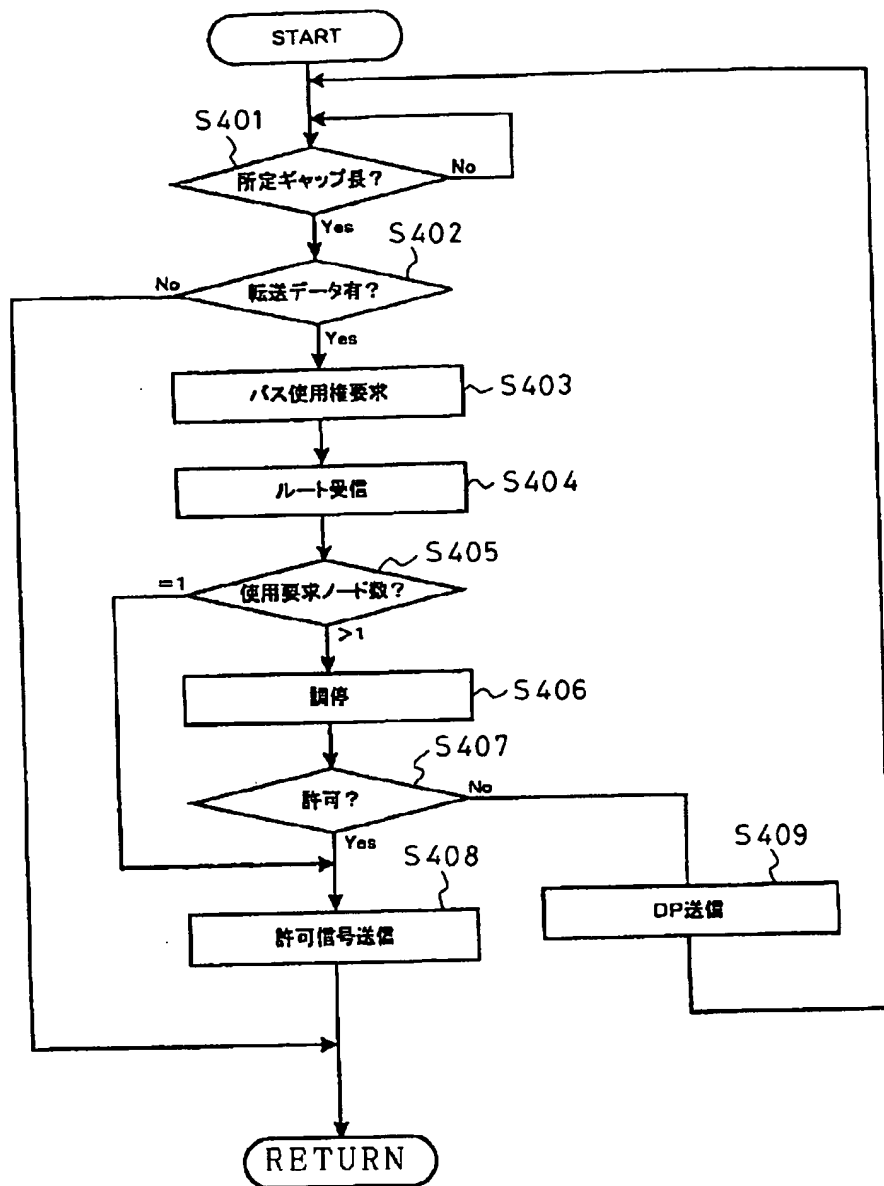 START
S401
所定ギャップ長?
No
Yes
S402
転送データ有?
No
Yes
バス使用権要求
S403
ルート受信
S404
S405
使用要求ノード数?
=1
>1
調停
S406
S407
許可?
No
Yes
S408
許可信号送信
S409
DP送信
RETURN